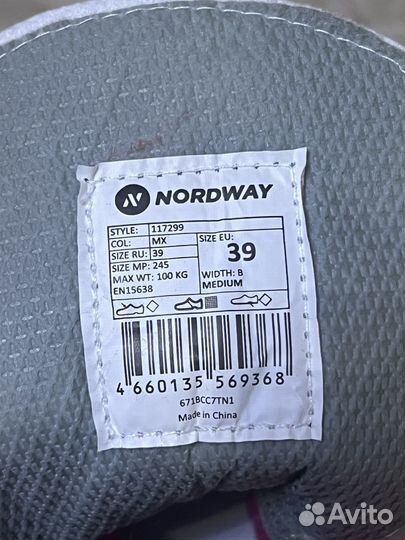 NORDWAY
STYLE: 117299
COL: MX
SIZE RU: 39
SIZE MP: 245
MAX WT: 100 KG
EN15638
SIZE EU:
39
WIDTH: B
MEDIUM
4 660135 569368
671BCC7TN1
Made in China
Avito